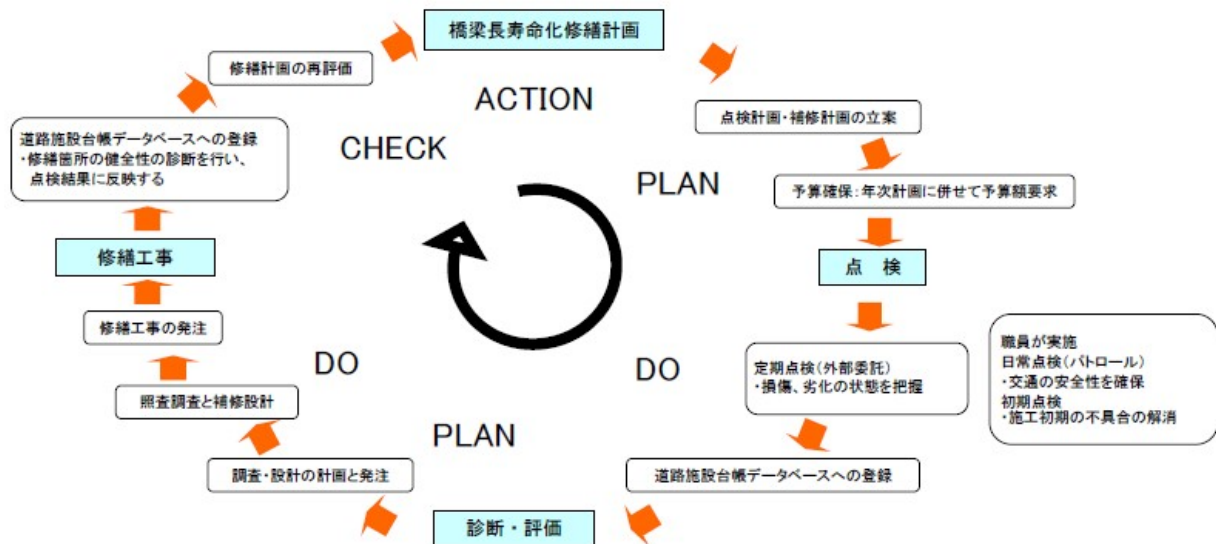 橋梁長寿命化修繕計画
修繕計画の再評価
ACTION
点検計画・補修計画の立案
道路施設台帳データベースへの登録
・修繕箇所の健全性の診断を行い、
点検結果に反映する
CHECK
PLAN
予算確保：年次計画に併せて予算額要求
修繕工事
点　検
修繕工事の発注
DO
DO
定期点検（外部委託）
・損傷、劣化の状態を把握
職員が実施
日常点検（パトロール）
・交通の安全性を確保
初期点検
・施工初期の不具合の解消
照査調査と補修設計
PLAN
調査・設計の計画と発注
道路施設台帳データベースへの登録
診断・評価